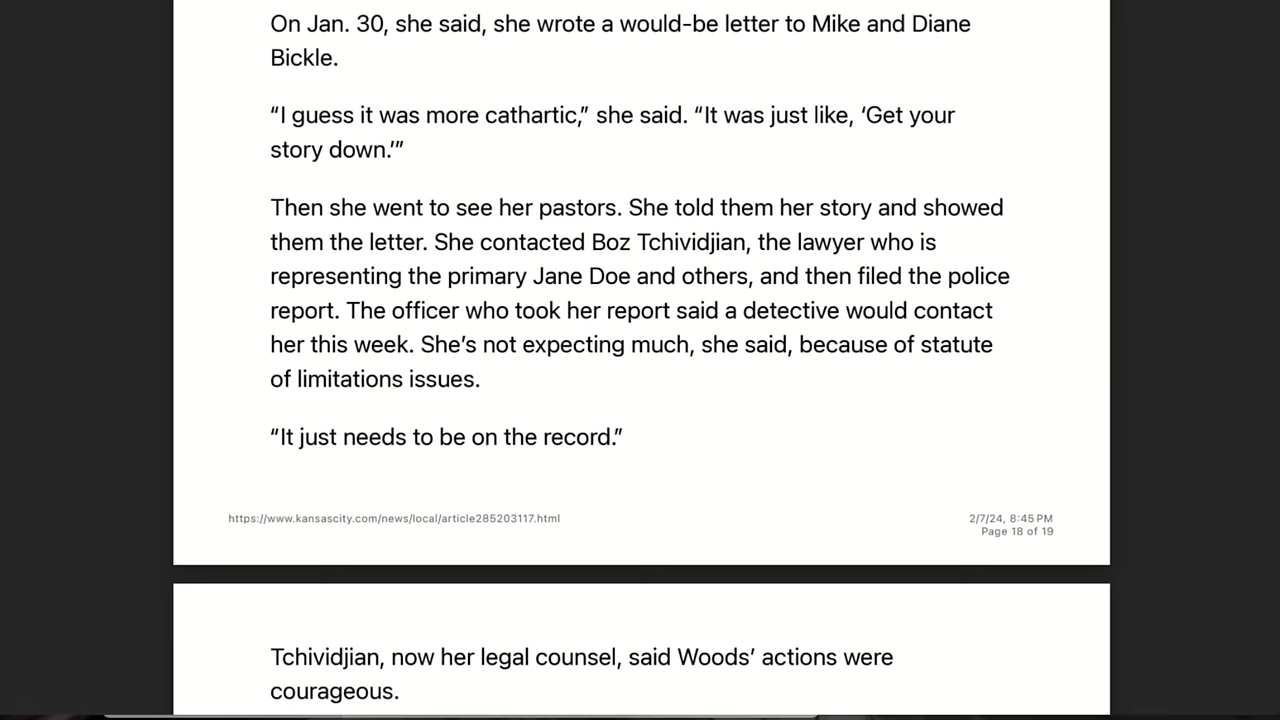 On Jan. 30, she said, she wrote a would-be letter to Mike and Diane
Bickle.
“I guess it was more cathartic,” she said. “It was just like, ‘Get your
story down.’”
Then she went to see her pastors. She told them her story and showed
them the letter. She contacted Boz Tchividjian, the lawyer who is
representing the primary Jane Doe and others, and then filed the police
report. The officer who took her report said a detective would contact
her this week. She’s not expecting much, she said, because of statute
of limitations issues.
“It just needs to be on the record.”
https://www.kansascity.com/news/local/article285203117.html
2/7/24, 8:45 PM
Page 18 of 19
Tchividjian, now her legal counsel, said Woods’ actions were
courageous.